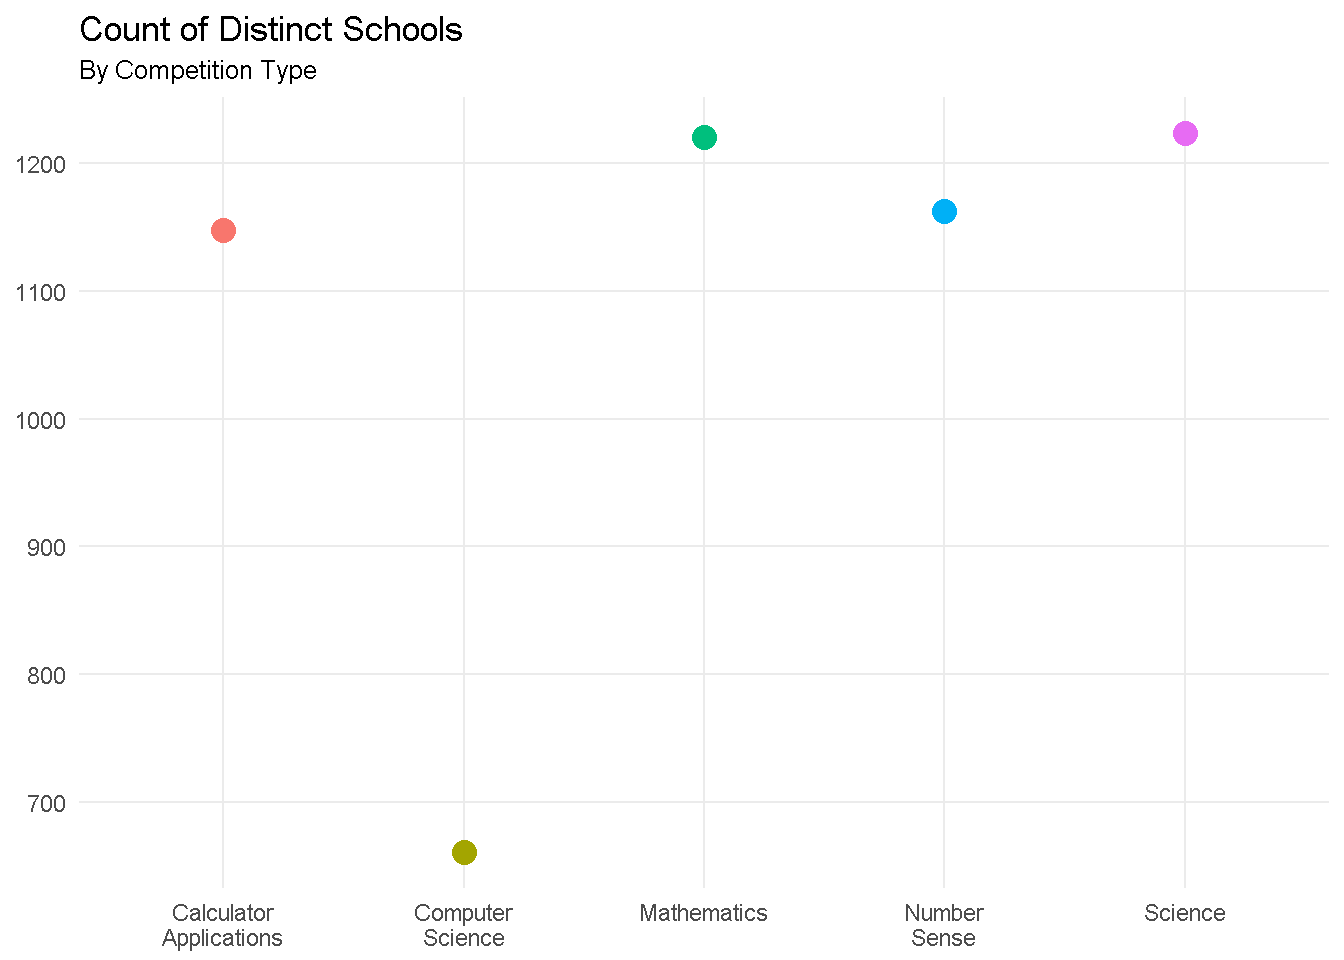 Count of Distinct Schools
By Competition Type
1200
1100
1000
900
800
700
Calculator
Applications
Computer
Science
Mathematics
Number
Sense
Science